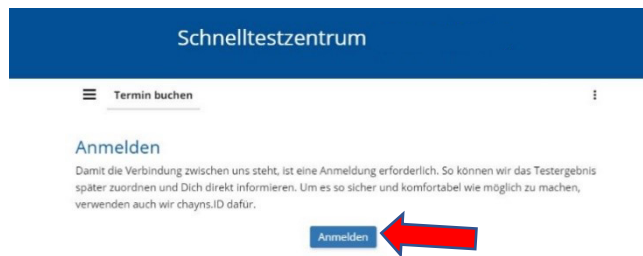 Schnelltestzentrum
Termin buchen
Anmelden
Damit die Verbindung zwischen uns steht, ist eine Anmeldung erforderlich. So können wir das Testergebnis
später zuordnen und Dich direkt informieren. Um es so sicher und komfortabel wie möglich zu machen,
verwenden auch wir chayns.ID dafür.
Anmelden